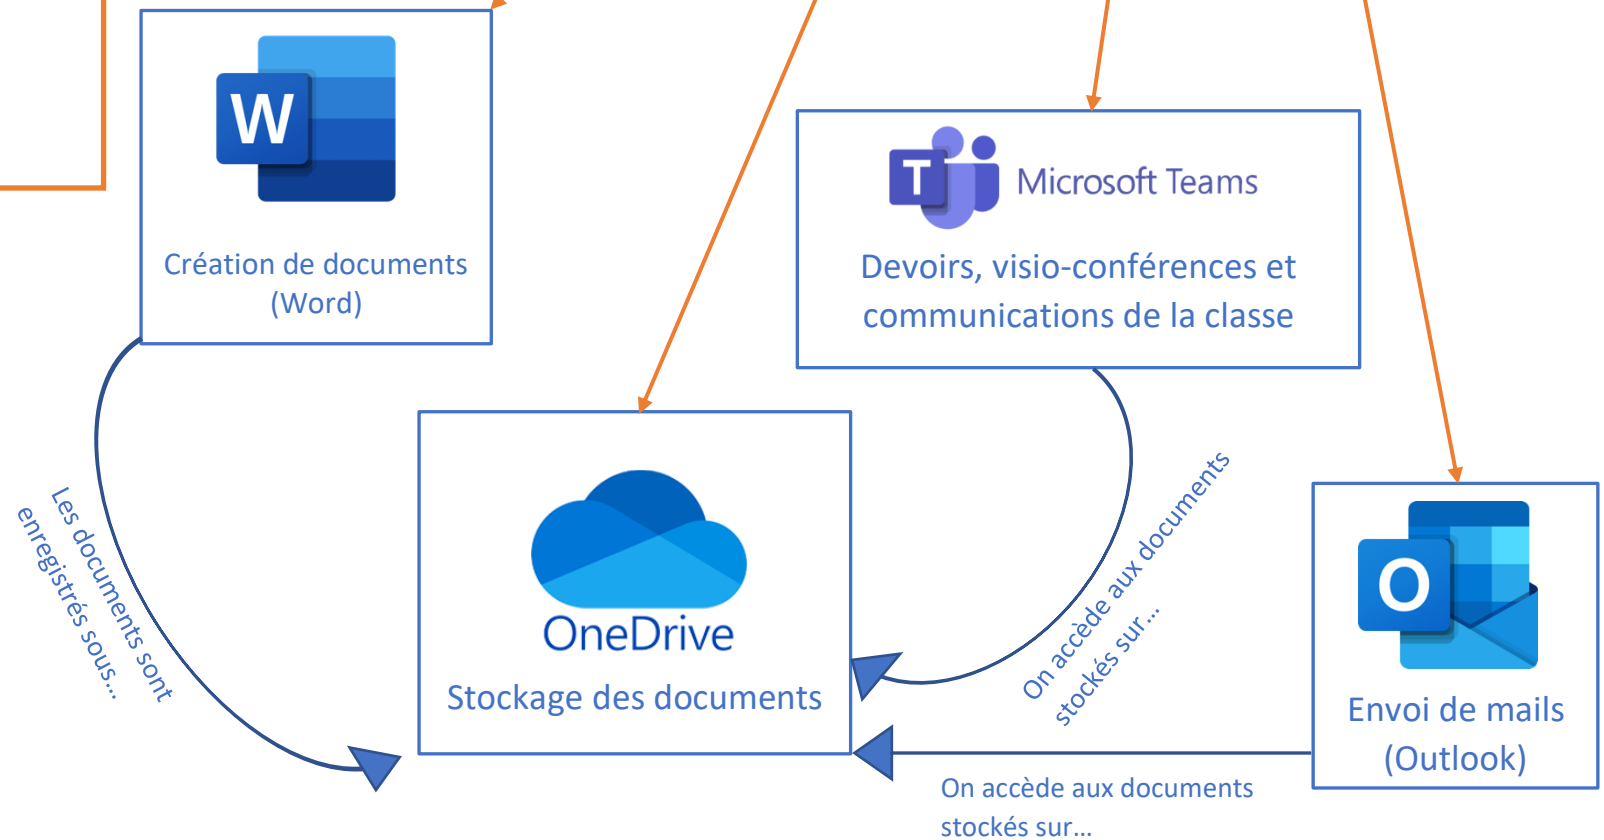 W
Création de documents
(Word)
T
Microsoft Teams
Devoirs, visio-conférences et
communications de la classe
Les documents sont
enregistrés sous…
OneDrive
Stockage des documents
On accède aux documents
stockés sur…
O
Envoi de mails
(Outlook)
On accède aux documents
stockés sur…